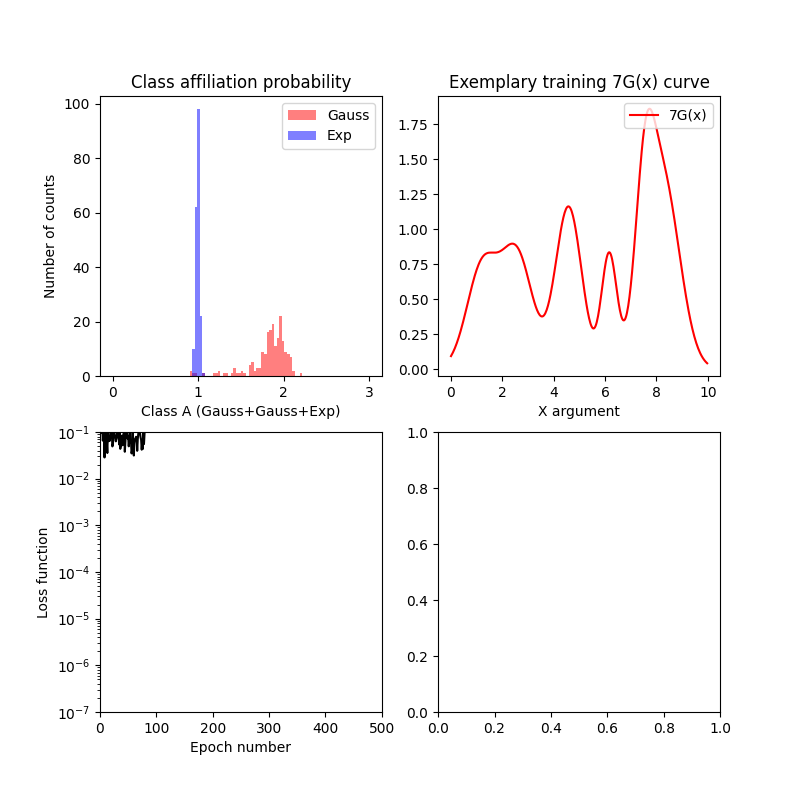 Class affiliation probability
Number of counts
100
80
60
40
20
0
0 1 2 3
Class A (Gauss+Gauss+Exp)
Gauss
Exp
Exemplary training 7G(x) curve
1.75
1.50
1.25
1.00
0.75
0.50
0.25
0.00
0 2 4 6 8 10
X argument
7G(x)
Loss function
10⁻¹
10⁻²
10⁻³
10⁻⁴
10⁻⁵
10⁻⁶
10⁻⁷
0 100 200 300 400 500
Epoch number
1.0
0.8
0.6
0.4
0.2
0.0
0.0 0.2 0.4 0.6 0.8 1.0